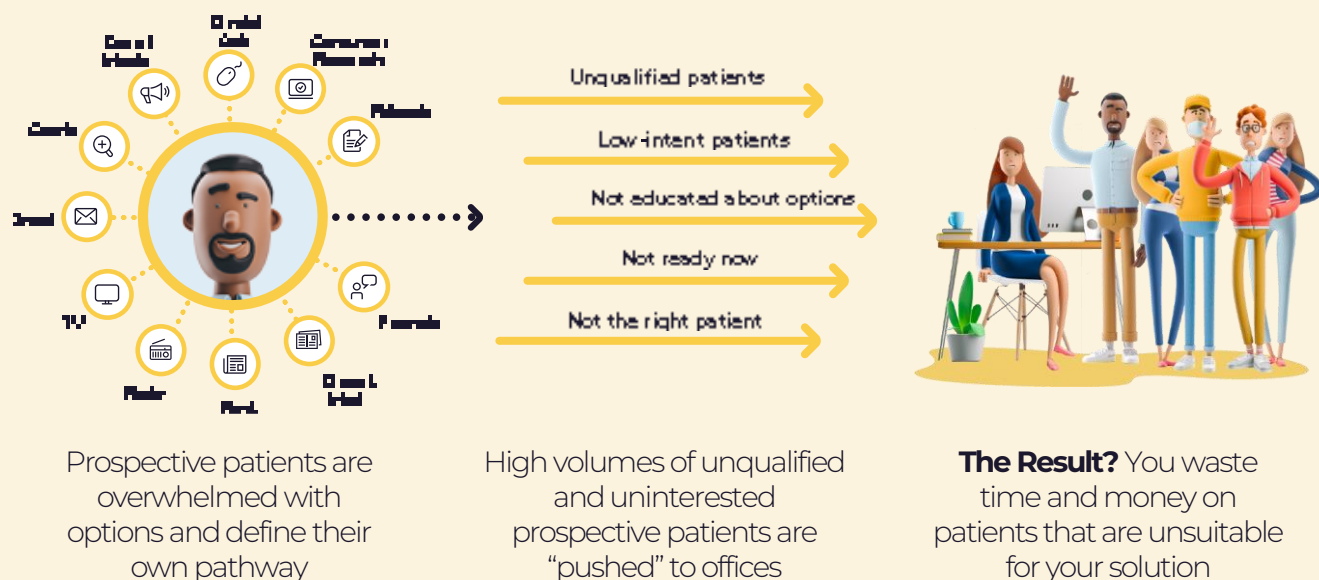 Unqualified patients
Low-intent patients
Not educated about options
Not ready now
Not the right patient
TV
Prospective patients are
overwhelmed with
options and define their
own pathway
High volumes of unqualified
and uninterested
prospective patients are
“pushed” to offices
The Result? You waste
time and money on
patients that are unsuitable
for your solution